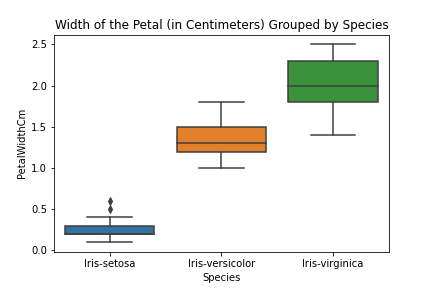 Width of the Petal (in Centimeters) Grouped by Species
PetalWidthCm
2.5
2.0
1.5
1.0
0.5
0.0
Iris-setosa Iris-versicolor Iris-virginica
Species